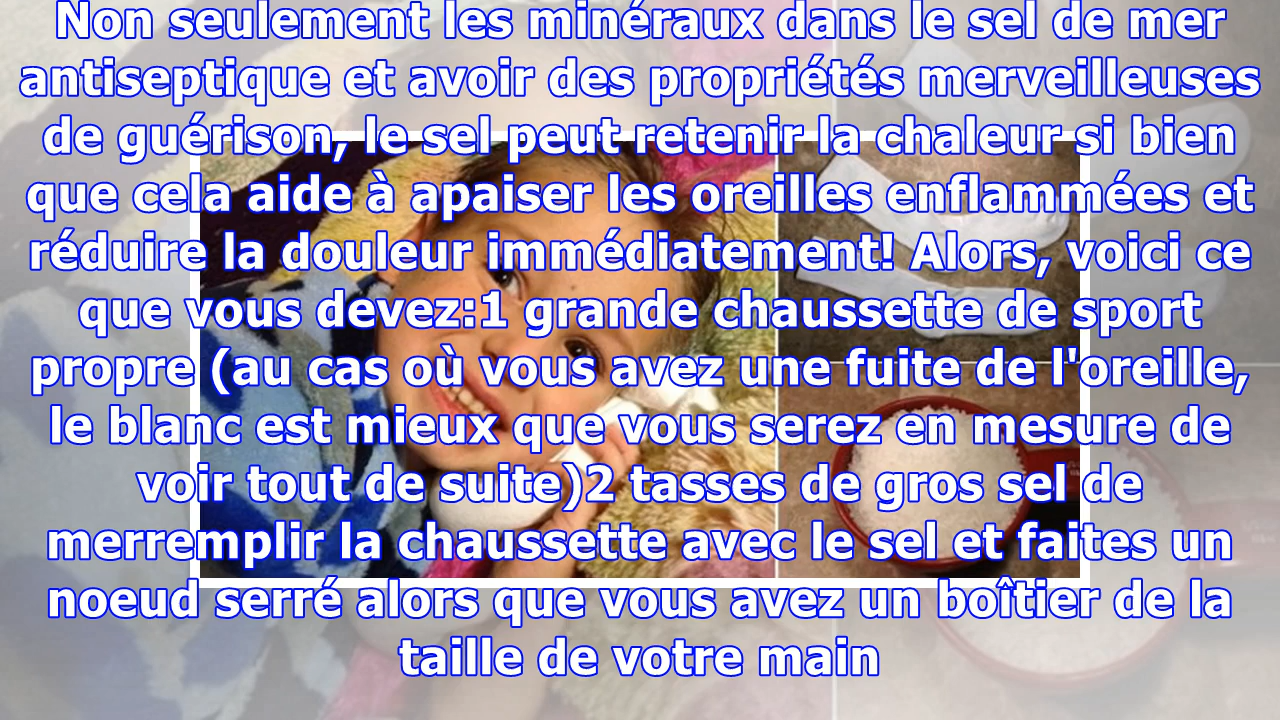 Non seulement les minéraux dans le sel de mer
antiseptique et avoir des propriétés merveilleuses
de guérison, le sel peut retenir la chaleur si bien
que cela aide à apaiser les oreilles enflammées et
réduire la douleur immédiatement! Alors, voici ce
que vous devez:1 grande chaussette de sport
propre (au cas où vous avez une fuite de l'oreille,
le blanc est mieux que vous serez en mesure de
voir tout de suite)2 tasses de gros sel de
merremplir la chaussette avec le sel et faites un
noeud serré alors que vous avez un boîtier de la
taille de votre main